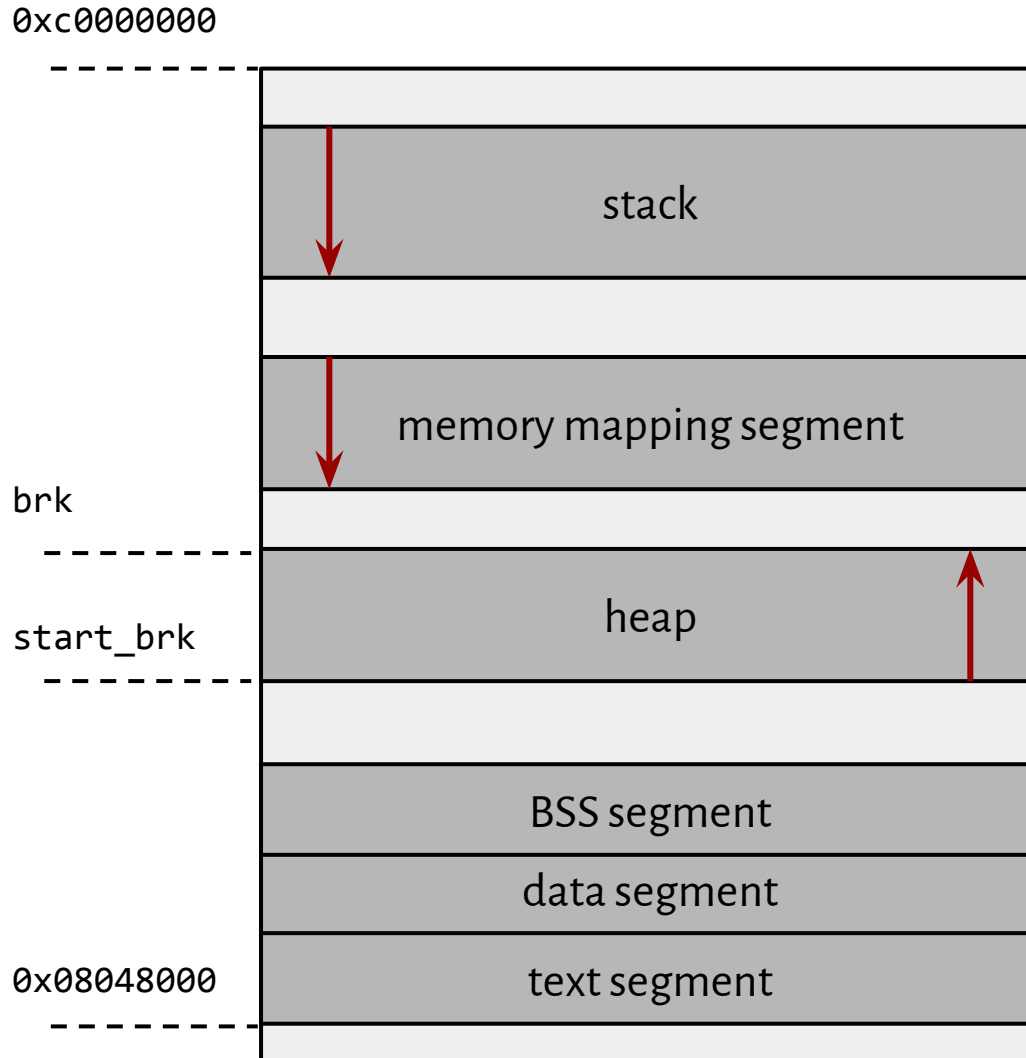 0xc0000000
stack
memory mapping segment
brk
heap
start_brk
BSS segment
data segment
0x08048000
text segment